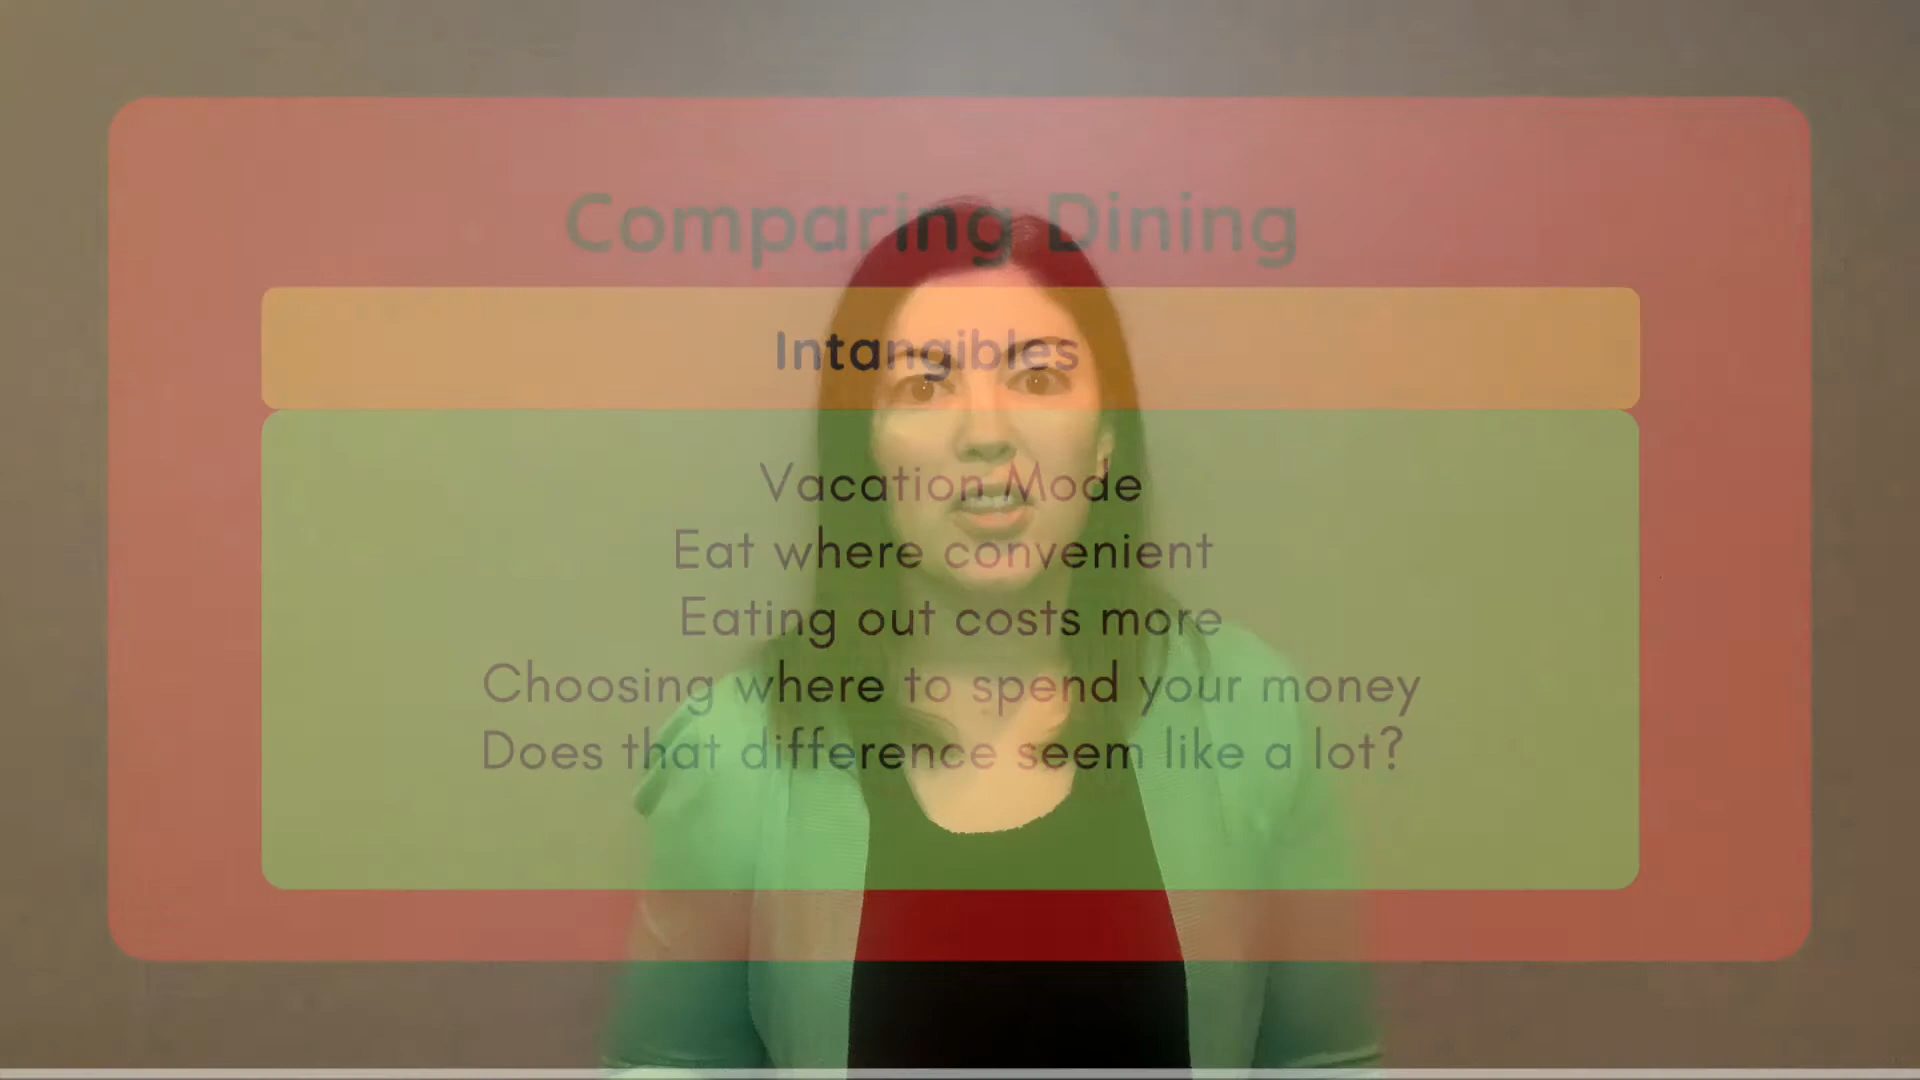 Comparing Dining
Intangibles
Vacation Mode
Eat where convenient
Eating out costs more
Choosing where to spend your money
Does that difference seem like a lot?